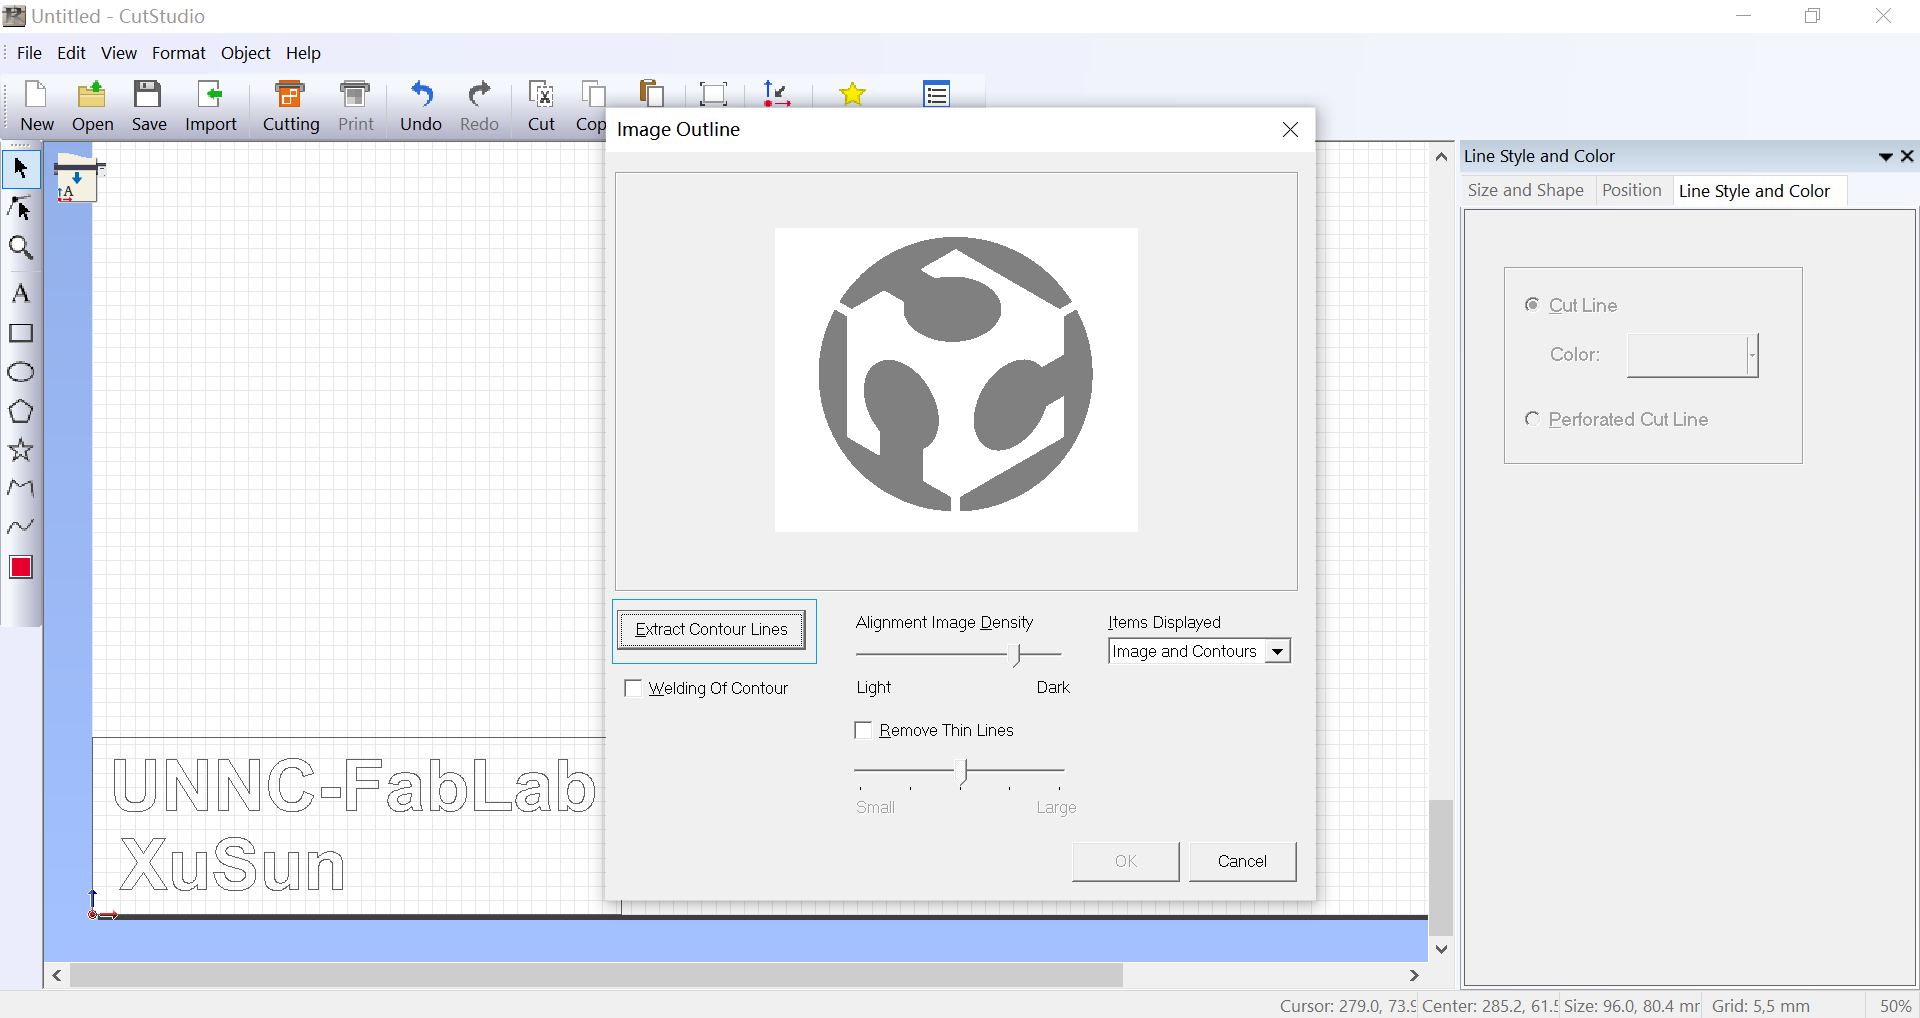 Untitled - CutStudio
File Edit View Format Object Help
New Open Save Import Cutting Print Undo Redo Cut Cop
Image Outline
Line Style and Color
Size and Shape Position Line Style and Color
A
A
Cut Line
Color:
Perforated Cut Line
Extract Contour Lines
Alignment Image Density
Items Displayed
Image and Contours
Welding Of Contour
Light Dark
Remove Thin Lines
Small Large
OK Cancel
UNNC-FabLab
XuSun
Cursor: 279.0, 73.9 Center: 285.2, 61.5 Size: 96.0, 80.4 mr Grid: 5,5 mm 50%